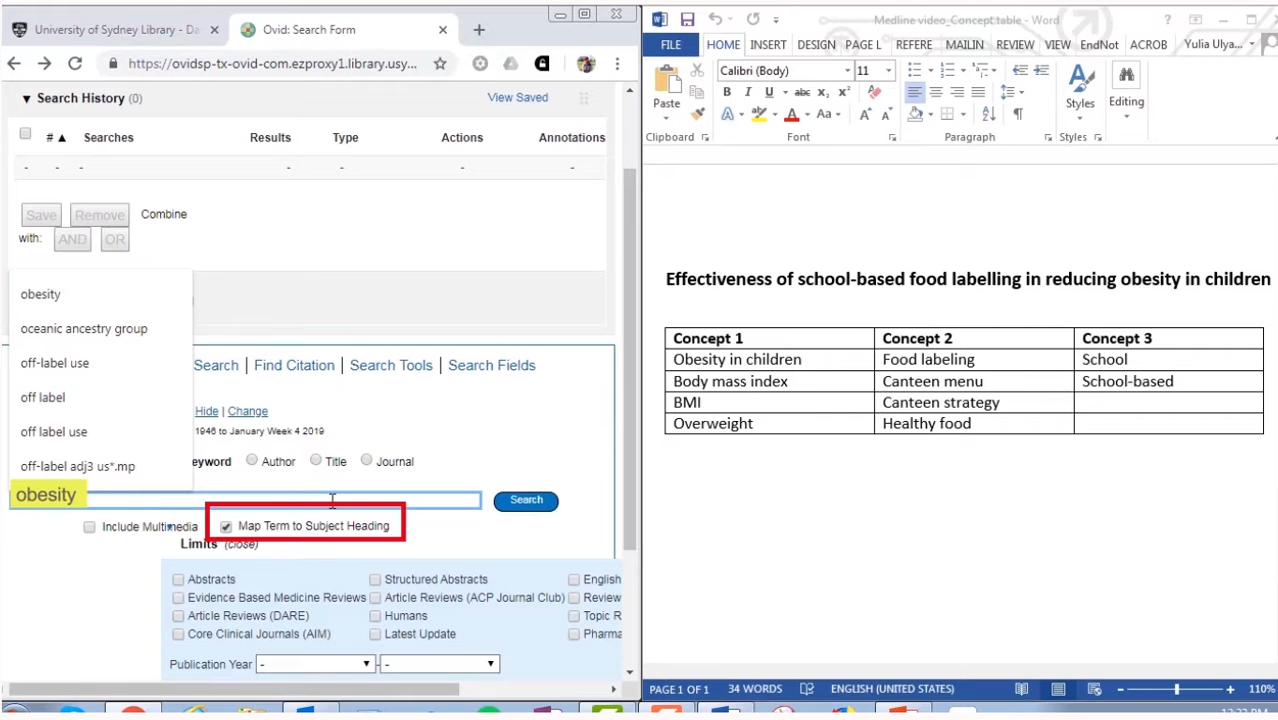 University of Sydney Library - Da
Ovid: Search Form
https://ovidsp-tx-ovid-com.ezproxy1.library.usy...
Search History (0)
View Saved
# ▲ Searches Results Type Actions Annotations
- - - - - - -
Save Remove Combine
with: AND OR
obesity
oceanic ancestry group
off-label use
off label
off label use
off-label adj3 us*.mp
Search | Find Citation | Search Tools | Search Fields
Hide | Change
1946 to January Week 4 2019
eyword Author Title Journal
obesity
Search
Include Multimedia Map Term to Subject Heading
Limits (close)
Abstracts Structured Abstracts English
Evidence Based Medicine Reviews Article Reviews (ACP Journal Club) Review
Article Reviews (DARE) Humans Topic R
Core Clinical Journals (AIM) Latest Update Pharma
Publication Year - - -
Medline video_Concept table - Word
FILE HOME INSERT DESIGN PAGE L REFERE MAILIN REVIEW VIEW EndNot ACROB Yulia Ulya...
Calibri (Body) 11
Paste
B I U abc x₂ x²
A Aa A A
Styles Editing
Clipboard Font Paragraph Styles
Effectiveness of school-based food labelling in reducing obesity in children
Concept 1 Concept 2 Concept 3
Obesity in children Food labeling School
Body mass index Canteen menu School-based
BMI Canteen strategy
Overweight Healthy food
PAGE 1 OF 1 34 WORDS ENGLISH (UNITED STATES) 110%